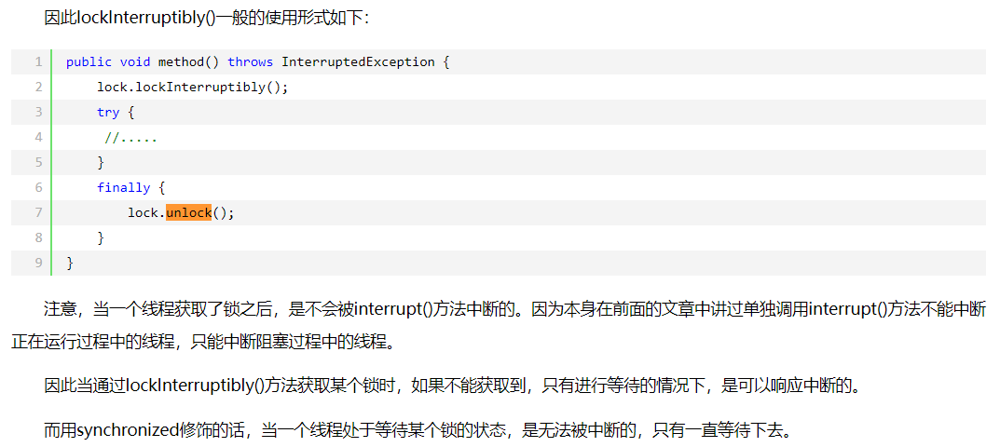 因此lockInterruptibly()一般的使用形式如下：
1 public void method() throws InterruptedException {
2 lock.lockInterruptibly();
3 try {
4 //.....
5 }
6 finally {
7 lock.unlock();
8 }
9 }
注意，当一个线程获取了锁之后，是不会被interrupt()方法中断的。因为本身在前面的文章中讲过单独调用interrupt()方法不能中断
正在运行过程中的线程，只能中断阻塞过程中的线程。
因此当通过lockInterruptibly()方法获取某个锁时，如果不能获取到，只有进行等待的情况下，是可以响应中断的。
而用synchronized修饰的话，当一个线程处于等待某个锁的状态，是无法被中断的，只有一直等待下去。